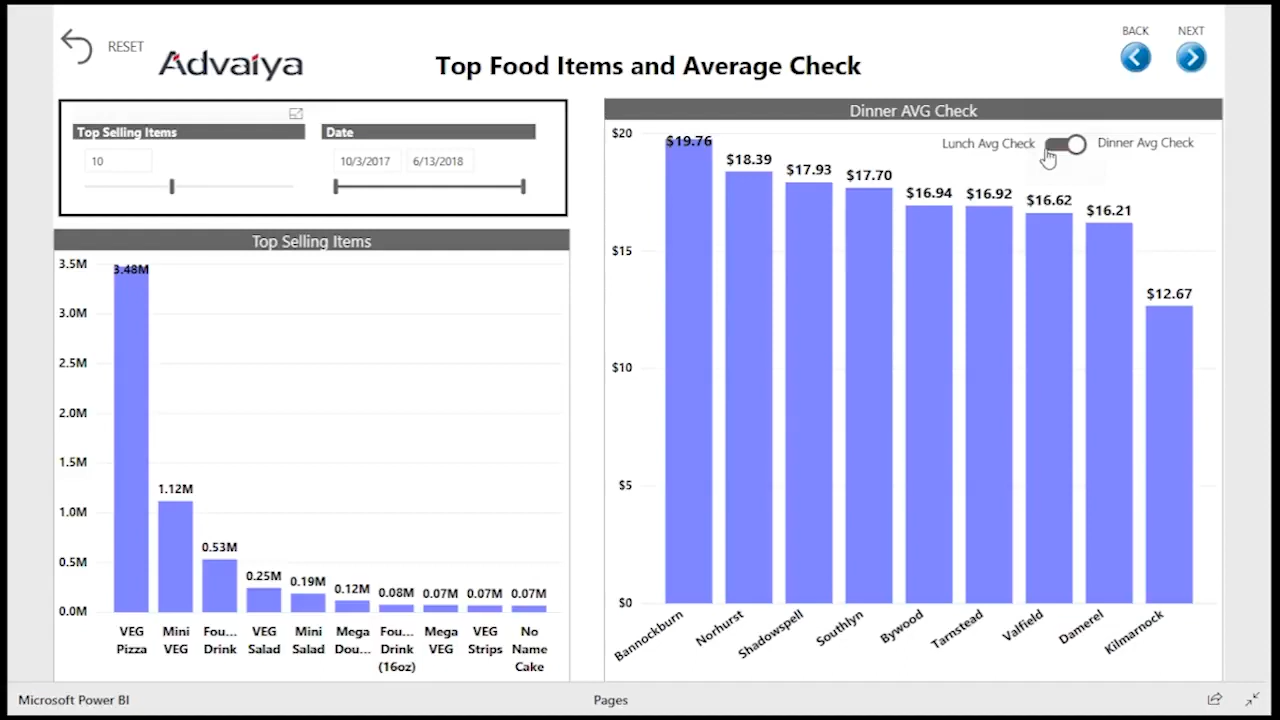 RESET
Advaiya
Top Food Items and Average Check
BACK
NEXT
Top Selling Items
Date
10
10/3/2017
6/13/2018
Top Selling Items
3.5M
3.0M
2.5M
2.0M
1.5M
1.0M
0.5M
0.0M
3.48M
1.12M
0.53M
0.25M
0.19M
0.12M
0.08M
0.07M
0.07M
0.07M
VEG
Pizza
Mini
VEG
Fou...
Drink
VEG
Salad
Mini
Salad
Mega
Dou...
Fou...
Drink
(16oz)
Mega
VEG
VEG
Strips
No
Name
Cake
Dinner AVG Check
Lunch Avg Check
Dinner Avg Check
$20
$15
$10
$5
$0
$19.76
$18.39
$17.93
$17.70
$16.94
$16.92
$16.62
$16.21
$12.67
Bannockburn
Norhurst
Shadowspell
Southlyn
Bywood
Tarnstead
Valfield
Damerel
Kilmarnock
Microsoft Power BI
Pages